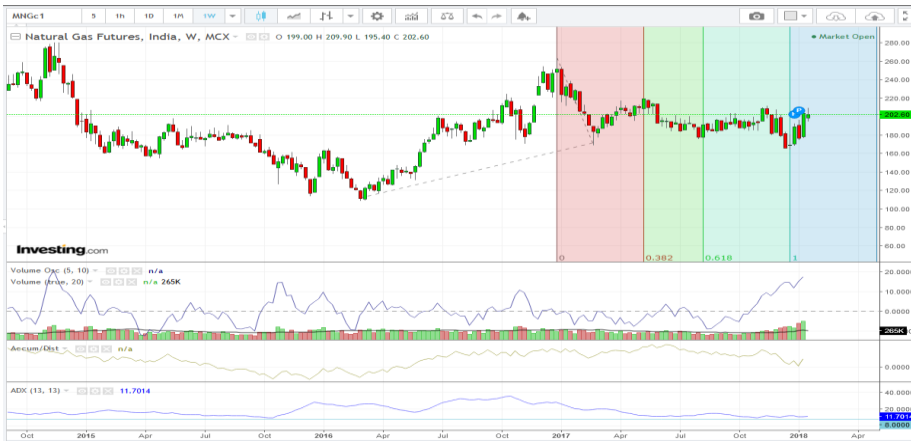 MNGc1 5 1h 1D 1M 1W
Natural Gas Futures, India, W, MCX O 199.00 H 209.90 L 195.40 C 202.60
Market Open
280.00
260.00
240.00
220.00
202.60
180.00
160.00
140.00
120.00
100.00
80.00
60.00
Investing.com
0 0.382 0.618 1
Volume Osc (5, 10) n/a
Volume (true, 20) n/a 265K
20.0000
0.0000
265K
Accum/Dist n/a
0.0000
ADX (13, 13) 11.7014
40.0000
20.0000
11.7014
8.0000
Oct 2015 Apr Jul Oct 2016 Apr Jul Oct 2017 Apr Jul Oct 2018 Apr